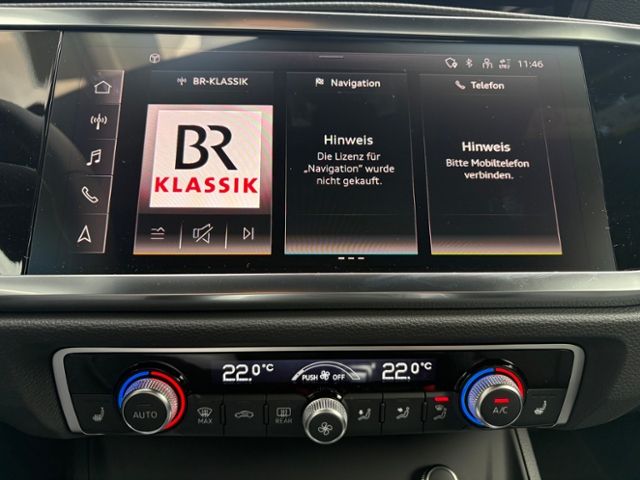 11:46
BR-KLASSIK
Navigation
Telefon
BR
KLASSIK
Hinweis
Die Lizenz für
„Navigation" wurde
nicht gekauft.
Hinweis
Bitte Mobiltelefon
verbinden.
22.0°C
PUSH OFF
22.0°C
AUTO
MAX
REAR
A/C